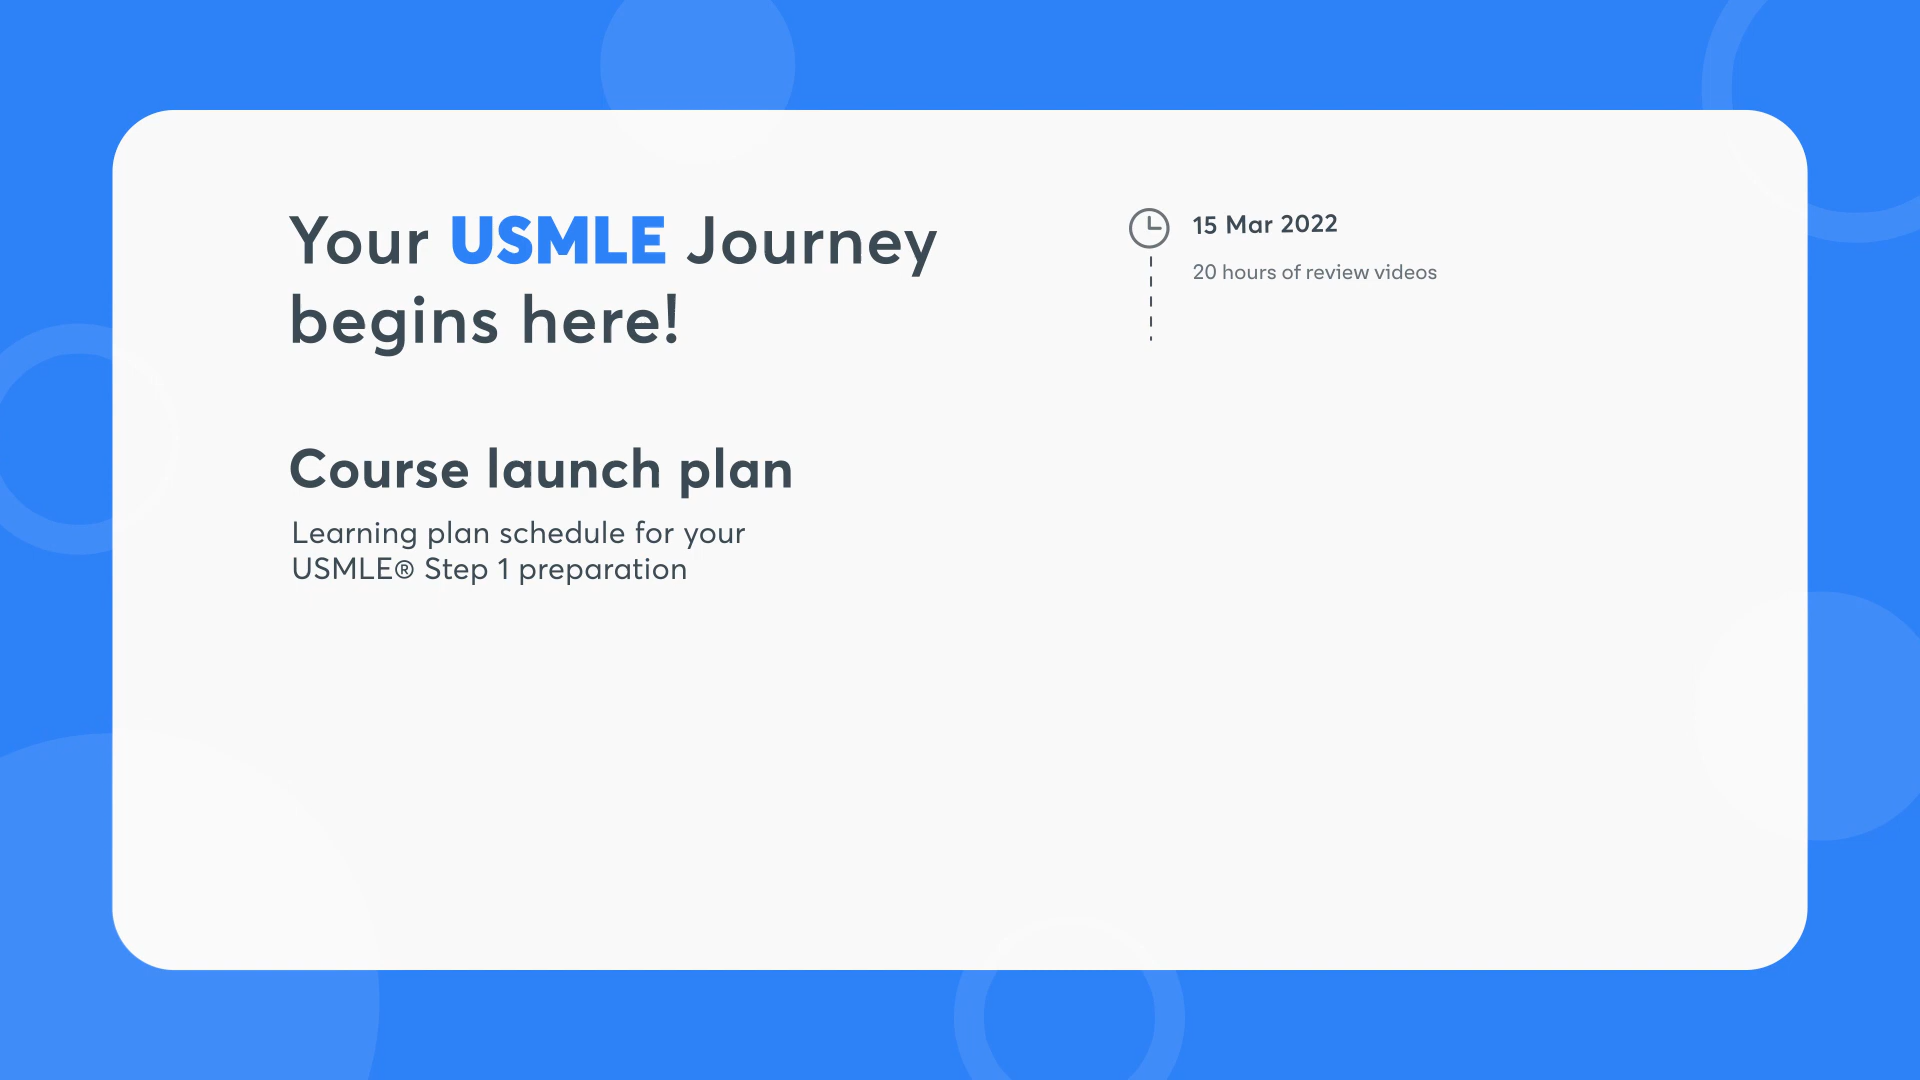 Your USMLE Journey
begins here!
Course launch plan
Learning plan schedule for your
USMLE® Step 1 preparation
15 Mar 2022
20 hours of review videos